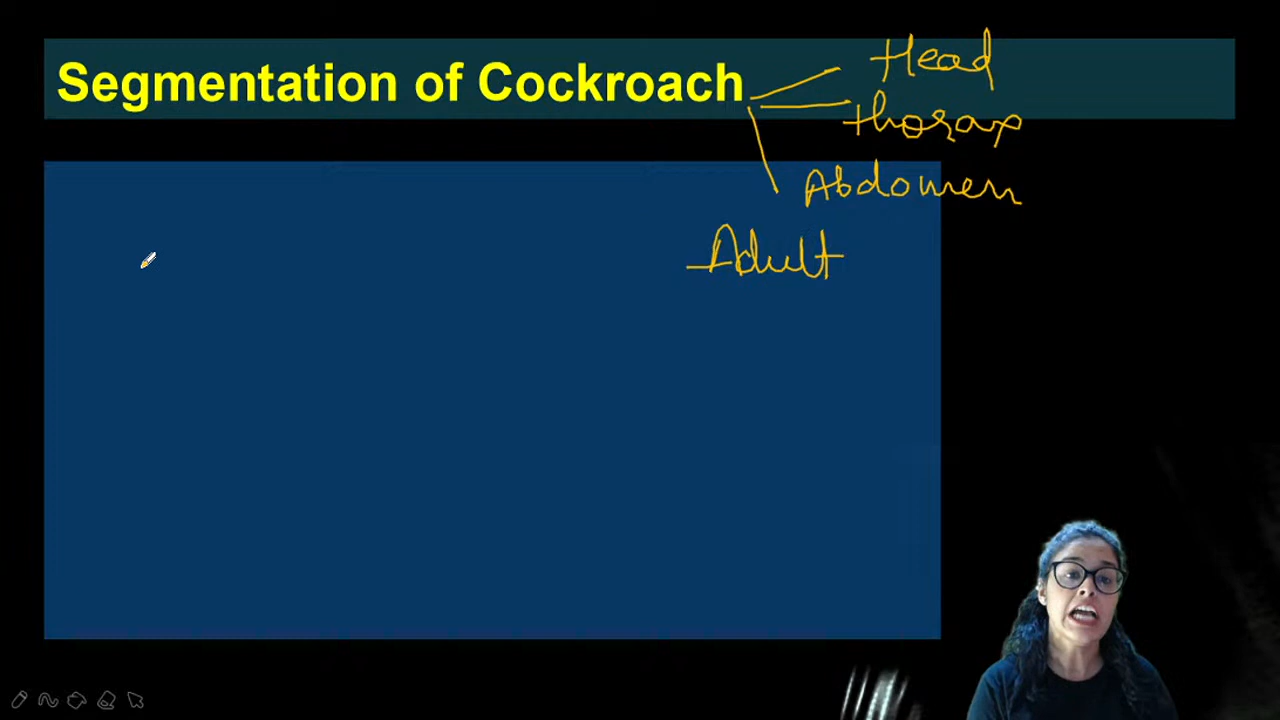 Segmentation of Cockroach
Head
thorax
Abdomen
Adult